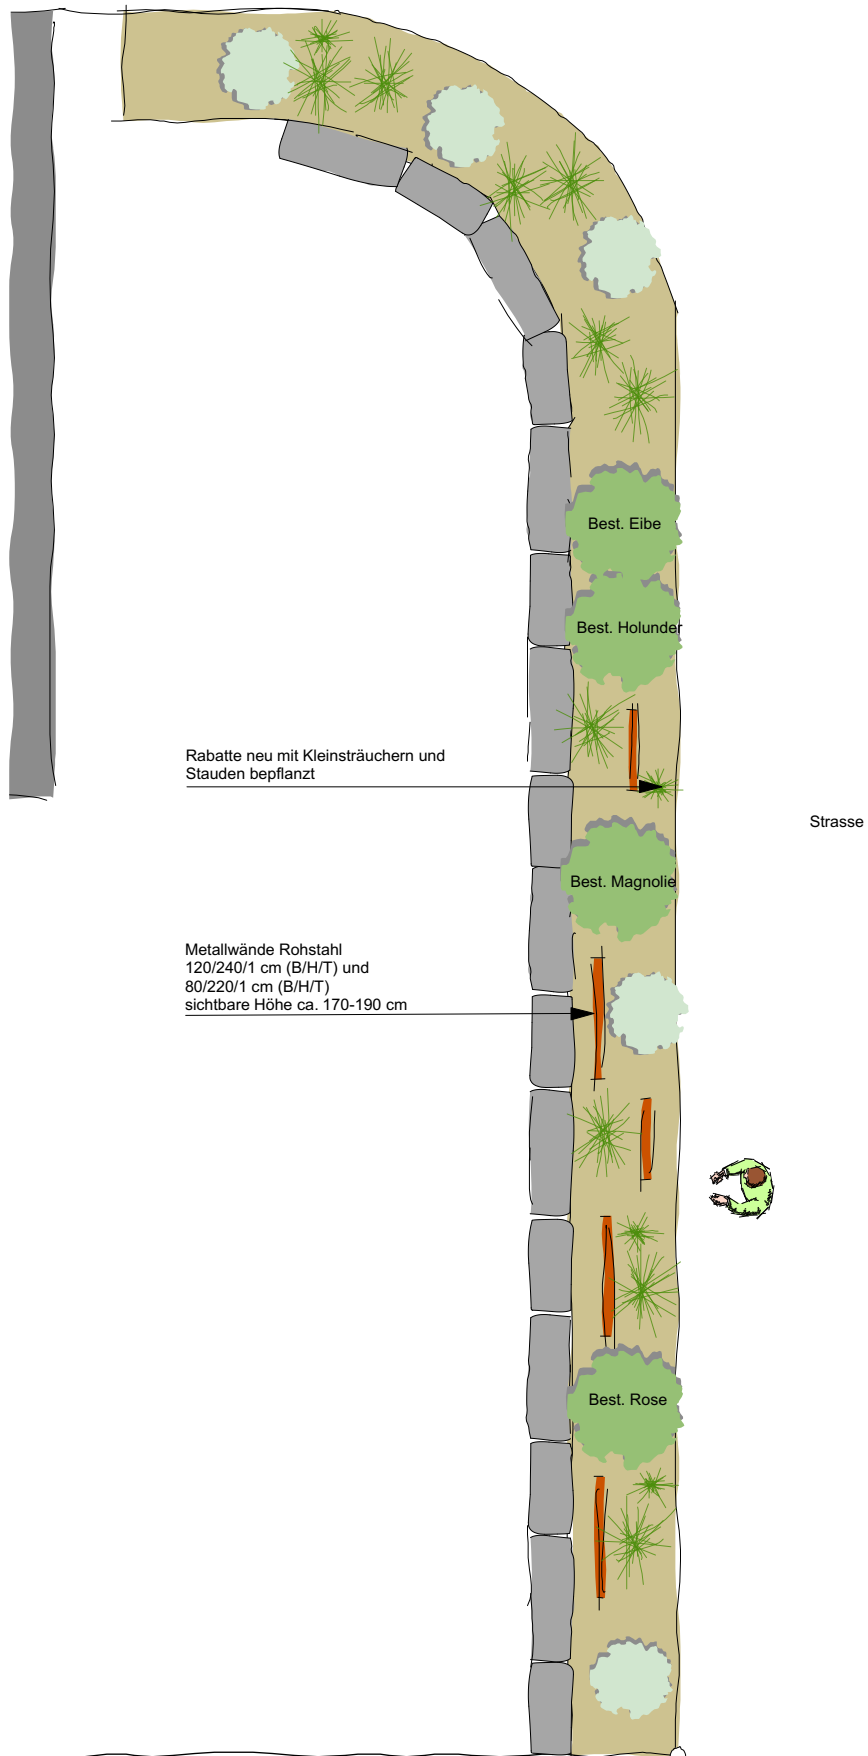 Best. Eibe
Best. Holunder
Rabatte neu mit Kleinsträuchern und
Stauden bepflanzt
Strasse
Best. Magnolie
Metallwände Rohstahl
120/240/1 cm (B/H/T) und
80/220/1 cm (B/H/T)
sichtbare Höhe ca. 170-190 cm
Best. Rose